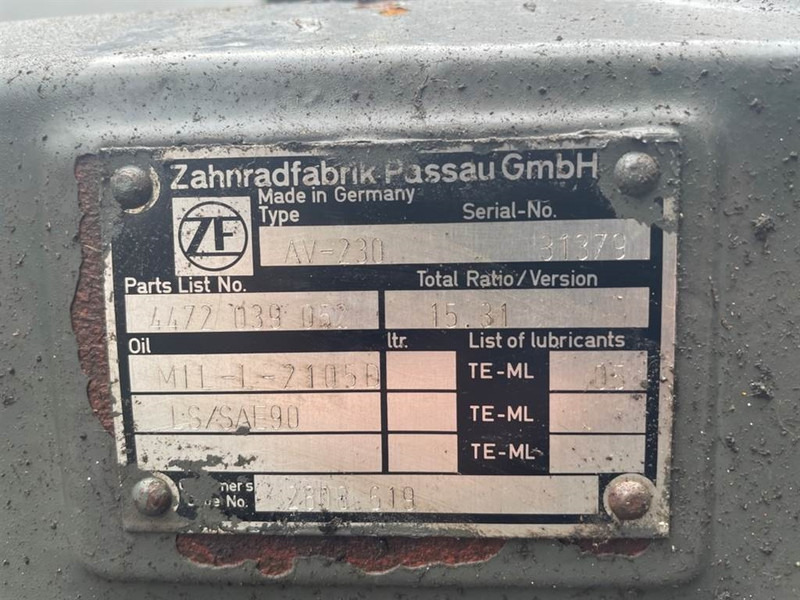 Zahnradfabrik Passau GmbH
Made in Germany
ZF
Type Serial-No.
AV-230 31379
Parts List No. Total Ratio/Version
4472 039 15.31
Oil ltr. List of lubricants
MIL-L-2105B TE-ML 05
LS/SAE90 TE-ML
TE-ML
No. 619